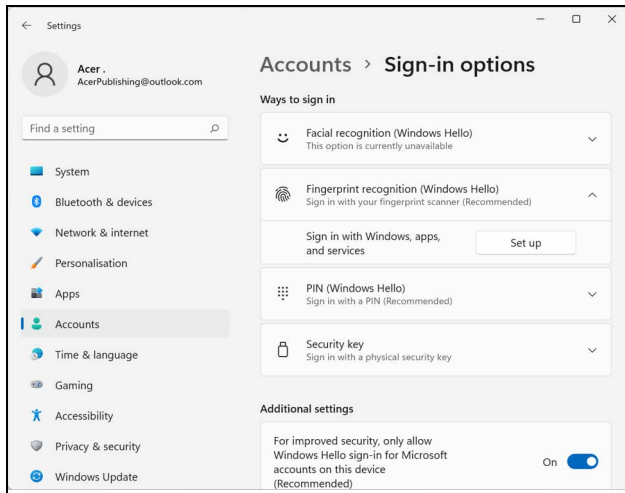 Settings
Acer .
AcerPublishing@outlook.com
Find a setting
System
Bluetooth & devices
Network & internet
Personalisation
Apps
Accounts
Time & language
Gaming
Accessibility
Privacy & security
Windows Update
Accounts > Sign-in options
Ways to sign in
Facial recognition (Windows Hello)
This option is currently unavailable
Fingerprint recognition (Windows Hello)
Sign in with your fingerprint scanner (Recommended)
Sign in with Windows, apps,
and services
Set up
PIN (Windows Hello)
Sign in with a PIN (Recommended)
Security key
Sign in with a physical security key
Additional settings
For improved security, only allow
Windows Hello sign-in for Microsoft
accounts on this device
(Recommended)
On